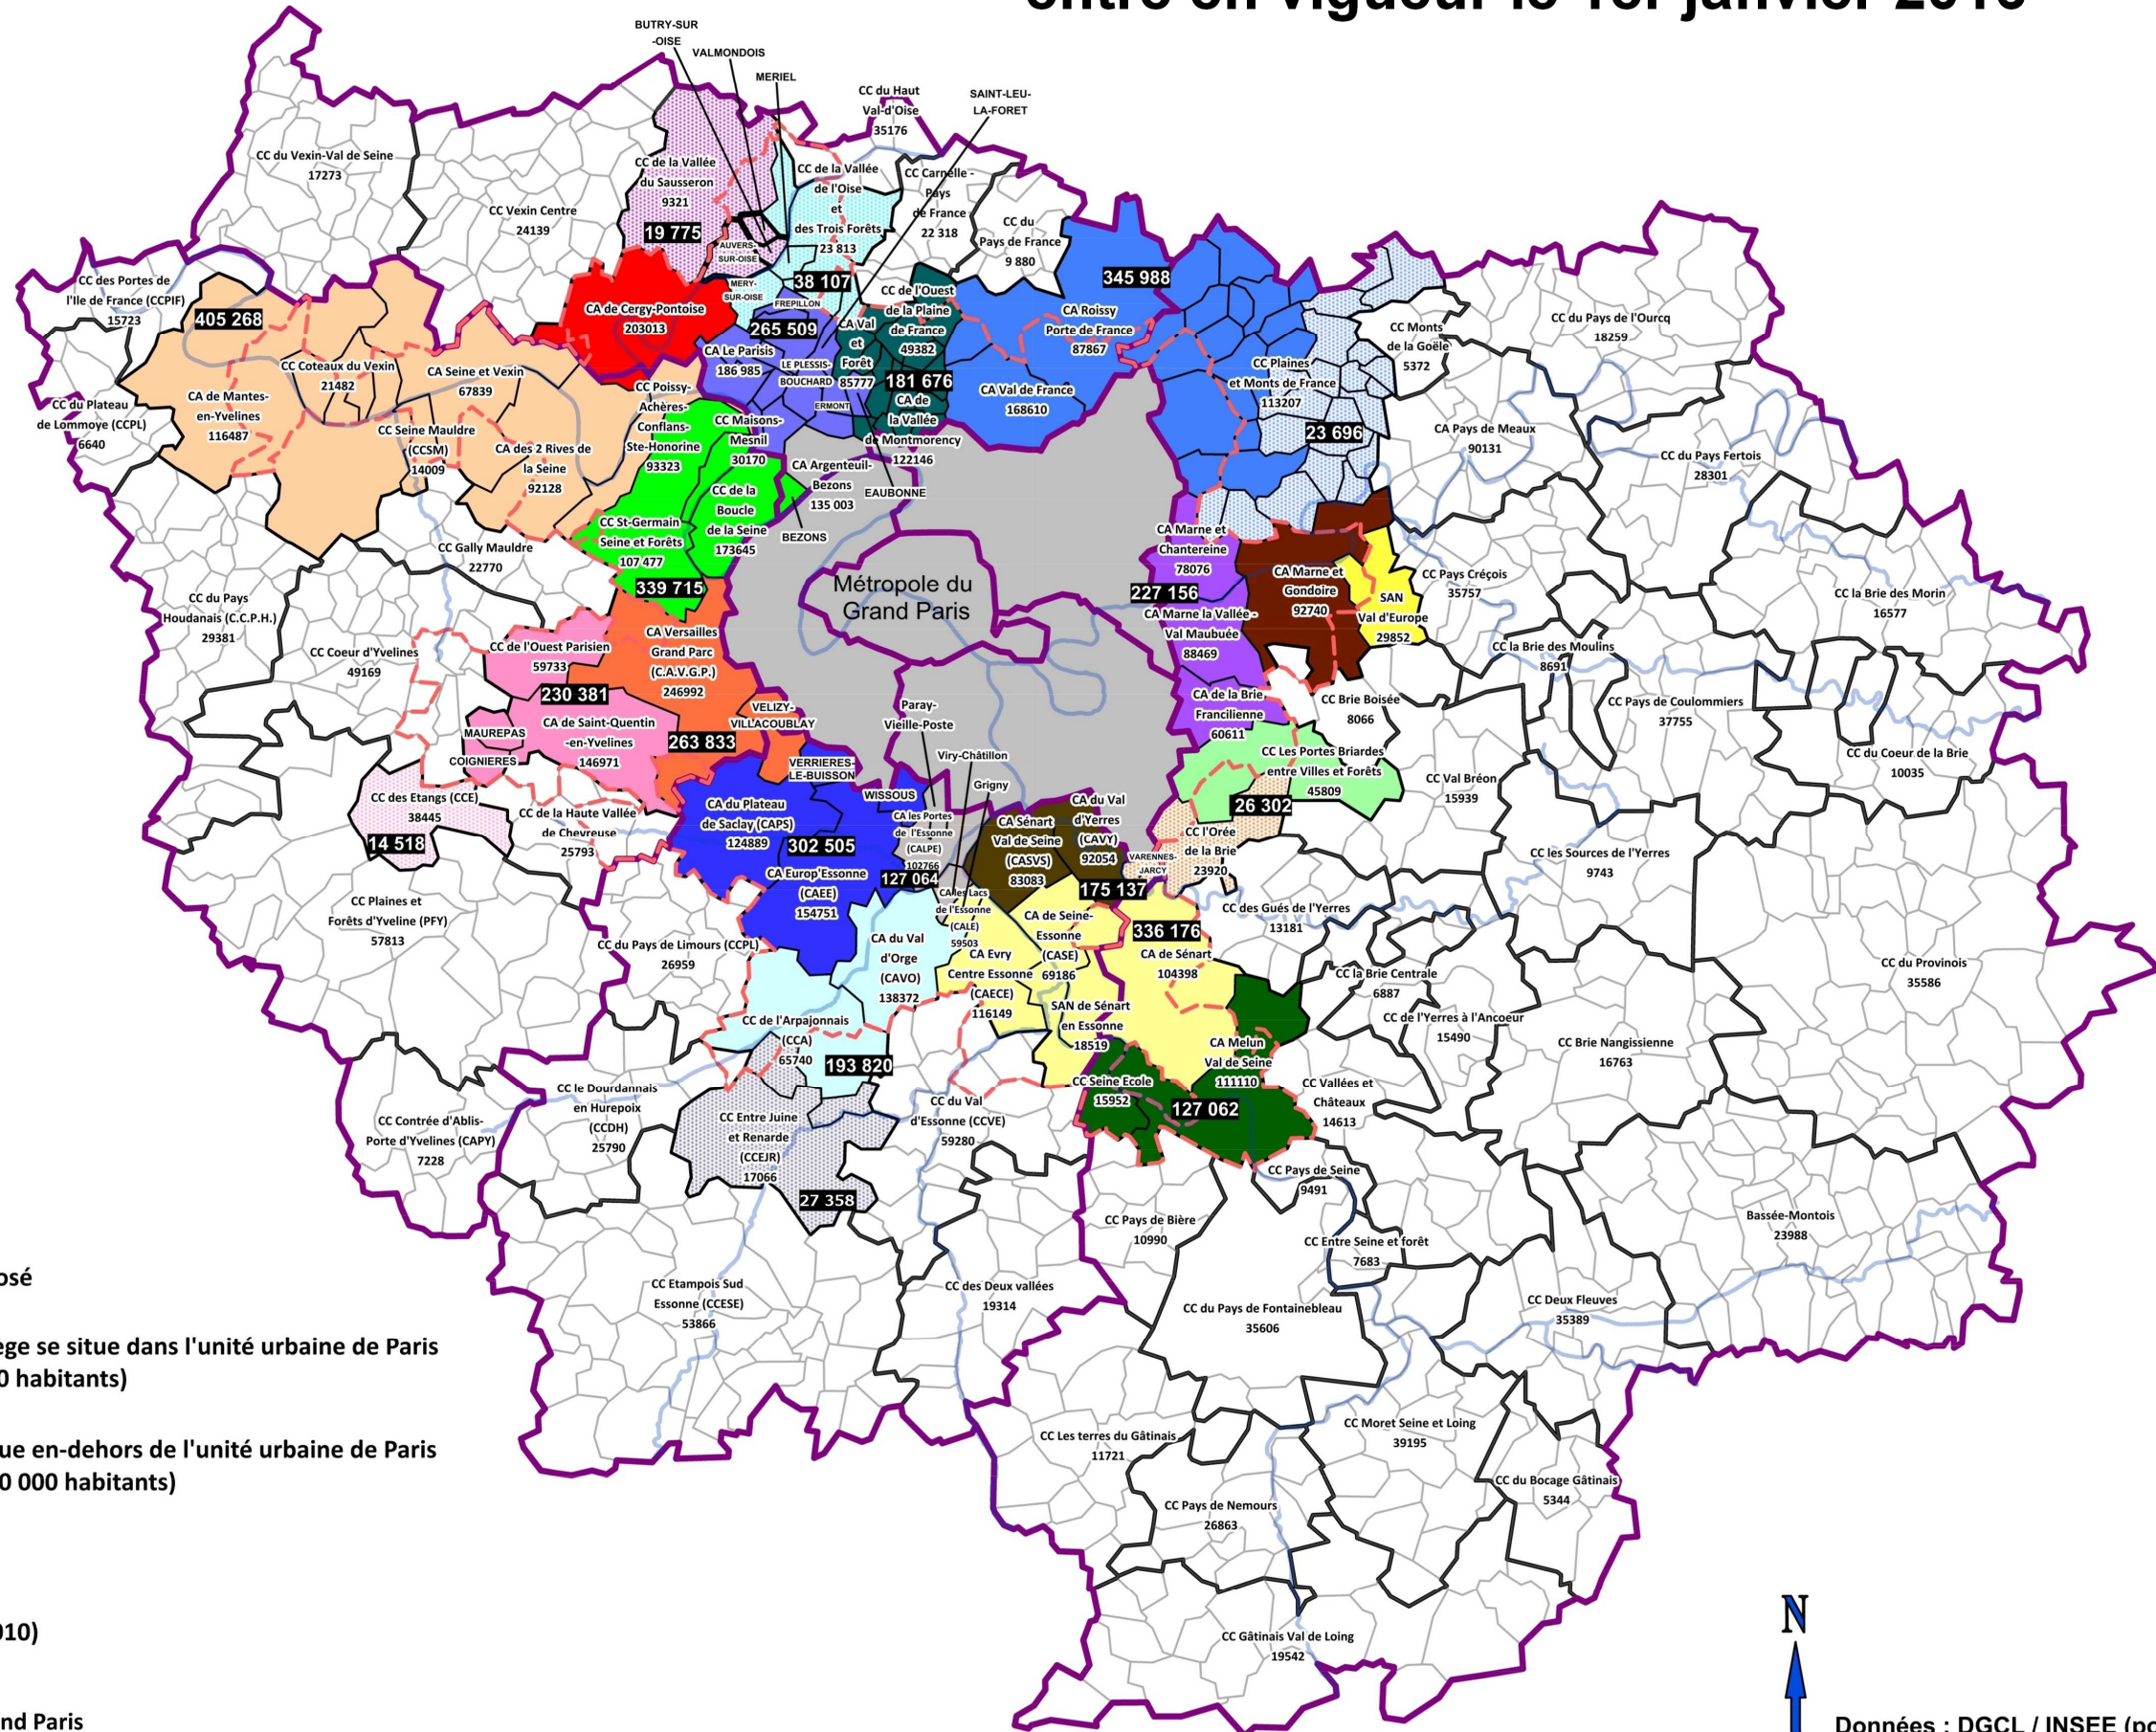 entre en vigueur le 1er janvier 2016
BUTRY-SUR
-OISE
VALMONDOIS
MERIEL
CC du Haut
Val-d'Oise
35176
SAINT-LEU-
LA-FORET
CC du Vexin-Val de Seine
17273
CC Vexin Centre
24139
CC de la Vallée
du Sausseron
9321
19 775
AUVERS-
SUR-OISE
CC de la Vallée
de l'Oise
et
des Trois Forêts
23 813
38 107
CC Carnelle -
Pays
de France
22 318
CC du
Pays de France
9 880
MERY-
SUR-OISE
FREPILLON
CC des Portes de
l'Ile de France (CCPIF)
15723
405 268
CA de Cergy-Pontoise
203013
265 509
CC de l'Ouest
de la Plaine
de France
49382
345 988
CA Roissy
Porte de France
87867
CC Monts
de la Goële
5372
CC du Pays de l'Ourcq
18259
CC du Plateau
de Lommoye (CCPL)
6640
CA de Mantes-
en-Yvelines
116487
CC Coteaux du Vexin
21482
CA Seine et Vexin
67839
CC Seine Mauldre
(CCSM)
14009
CA des 2 Rives de
la Seine
92128
CC Poissy-
Achères-
Conflans-
Ste-Honorine
93323
CA Le Parisis
186 985
LE PLESSIS-
BOUCHARD
ERMONT
CA Val
et
Forêt
85777
181 676
CA de
la Vallée
de Montmorency
122146
CA Val de France
168610
CC Plaines
et Monts de France
113207
23 696
CA Pays de Meaux
90131
CC du Pays Fertois
28301
CC Maisons-
Mesnil
30170
CA Argenteuil-
Bezons
135 003
EAUBONNE
BEZONS
CC de la
Boucle
de la Seine
173645
CC St-Germain
Seine et Forêts
107 477
339 715
CC Gally Mauldre
22770
CC du Pays
Houdanais (C.C.P.H.)
29381
CC Coeur d'Yvelines
49169
CC de l'Ouest Parisien
59733
230 381
CA Versailles
Grand Parc
(C.A.V.G.P.)
246992
Métropole du
Grand Paris
CA Marne et
Chantereine
78076
227 156
CA Marne la Vallée -
Val Maubuée
88469
CA Marne et
Gondoire
92740
SAN
Val d'Europe
29852
CC Pays Créçois
35757
CC la Brie des Morin
16577
CC la Brie des Moulins
8691
CA de la Brie
Francilienne
60611
CC Brie Boisée
8066
CC Pays de Coulommiers
37755
CC du Coeur de la Brie
10035
MAUREPAS
COIGNIERES
CA de Saint-Quentin
-en-Yvelines
146971
263 833
VELIZY-
VILLACOUBLAY
VERRIERES-
LE-BUISSON
Paray-
Vieille-Poste
Viry-Châtillon
Grigny
WISSOUS
CC Les Portes Briardes
entre Villes et Forêts
45809
26 302
CC Val Bréon
15939
CC des Etangs (CCE)
38445
14 518
CC de la Haute Vallée
de Chevreuse
25793
CA du Plateau
de Saclay (CAPS)
124889
302 505
CA Europ'Essonne
(CAEE)
154751
CA les Portes
de l'Essonne
(CALPE)
102766
127 064
CA les Lacs
de l'Essonne
(CALE)
59503
CA Sénart
Val de Seine
(CASVS)
83083
CA du Val
d'Yerres
(CAVY)
92054
175 137
VARENNES-
JARCY
CC l'Orée
de la Brie
23920
CC les Sources de l'Yerres
9743
CC Plaines et
Forêts d'Yveline (PFY)
57813
CC du Pays de Limours (CCPL)
26959
CA du Val
d'Orge
(CAVO)
138372
CA Evry
Centre Essonne
(CAECE)
116149
CA de Seine-
Essonne
(CASE)
69186
336 176
CA de Sénart
104398
SAN de Sénart
en Essonne
18519
CC des Gués de l'Yerres
13181
CC la Brie Centrale
6887
CC de l'Yerres à l'Ancoeur
15490
CC Brie Nangissienne
16763
CC du Provinois
35586
CC de l'Arpajonnais
(CCA)
65740
193 820
CC Seine Ecole
15952
CA Melun
Val de Seine
111110
127 062
CC Vallées et
Châteaux
14613
CC Contrée d'Ablis-
Porte d'Yvelines (CAPY)
7228
CC le Dourdannais
en Hurepoix
(CCDH)
25790
CC Entre Juine
et Renarde
(CCEJR)
17066
27 358
CC du Val
d'Essonne (CCVE)
59280
CC Pays de Seine
9491
CC Pays de Bière
10990
CC Entre Seine et forêt
7683
Bassée-Montois
23988
CC Etampois Sud
Essonne (CCESE)
53866
CC des Deux vallées
19314
CC du Pays de Fontainebleau
35606
CC Deux Fleuves
35389
CC Les terres du Gâtinais
11721
CC Moret Seine et Loing
39195
CC du Bocage Gâtinais
5344
CC Pays de Nemours
26863
CC Gâtinais Val de Loing
19542
osé
ège se situe dans l'unité urbaine de Paris
0 habitants)
ue en-dehors de l'unité urbaine de Paris
0 000 habitants)
010)
nd Paris
N
Données : DGCL / INSEE (po